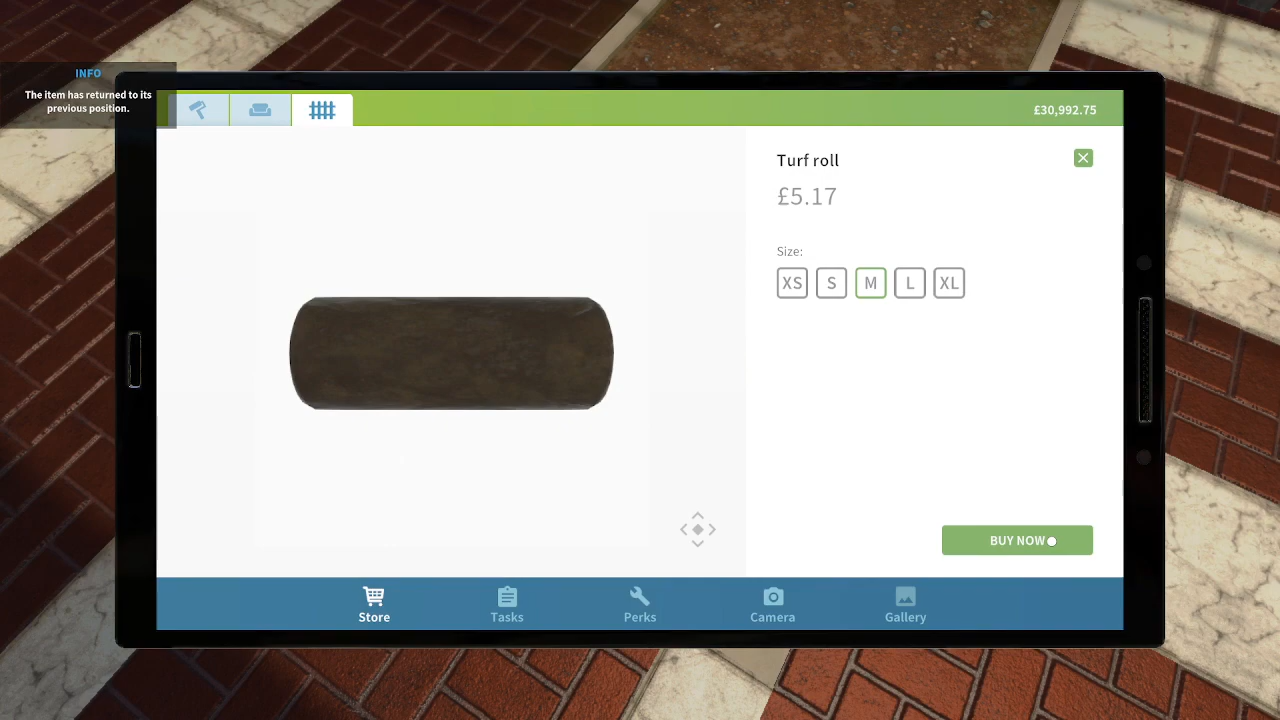 INFO
The item has returned to its
previous position.
£30,992.75
Turf roll
£5.17
Size:
XS S M L XL
BUY NOW
Store Tasks Perks Camera Gallery